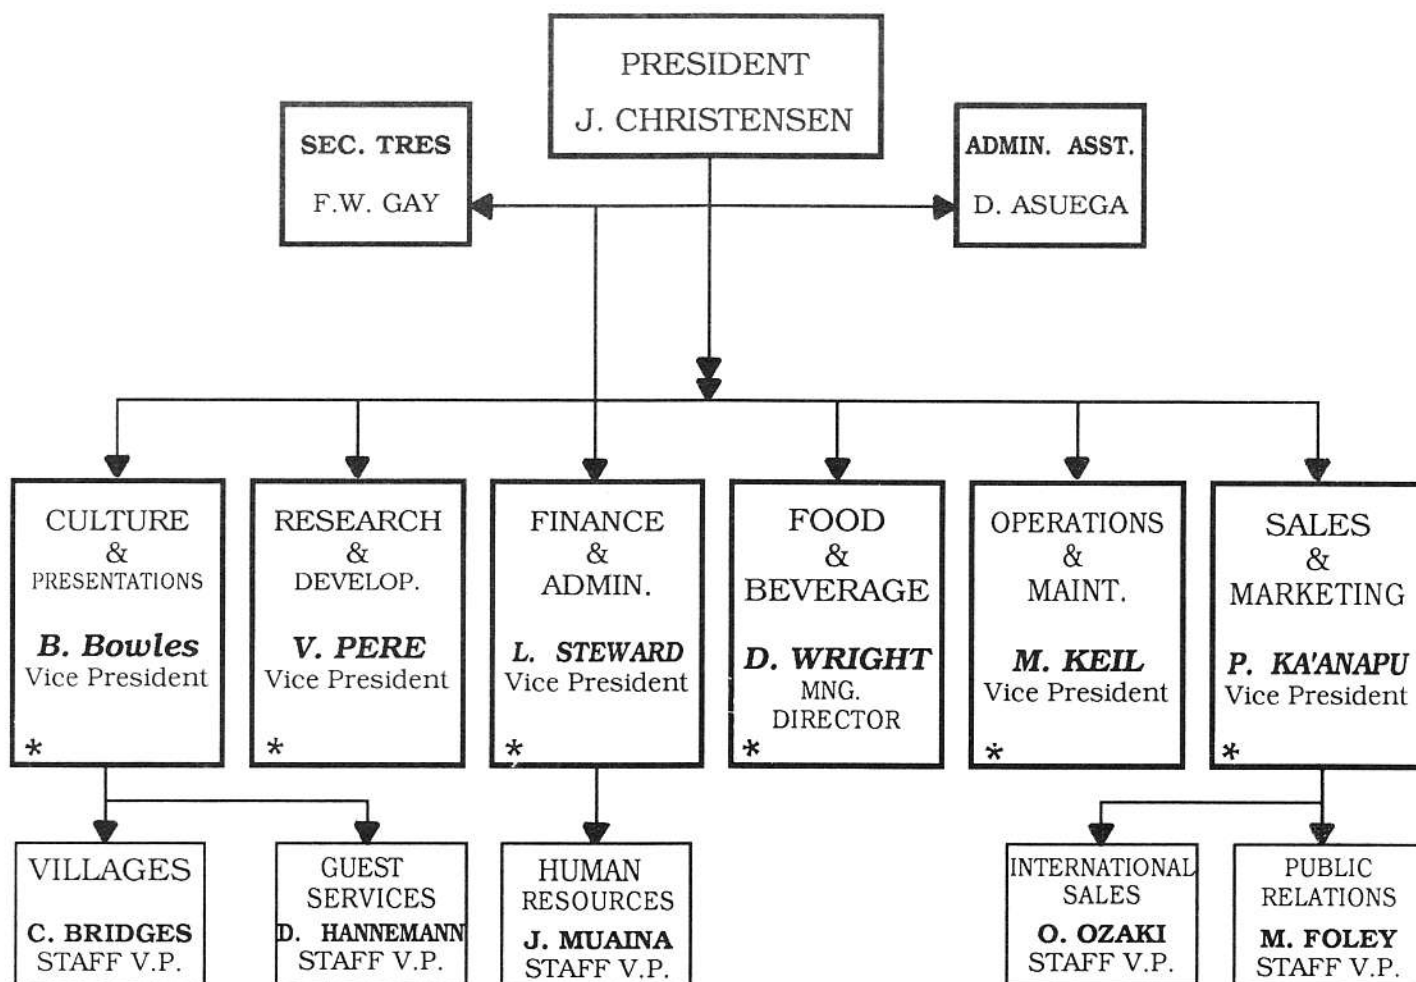 PRESIDENT
J. CHRISTENSEN
SEC. TRES
F.W. GAY
ADMIN. ASST.
D. ASUEGA
CULTURE
&
PRESENTATIONS
B. Bowles
Vice President
*
RESEARCH
&
DEVELOP.
V. PERE
Vice President
*
FINANCE
&
ADMIN.
L. STEWARD
Vice President
*
FOOD
&
BEVERAGE
D. WRIGHT
MNG.
DIRECTOR
*
OPERATIONS
&
MAINT.
M. KEIL
Vice President
*
SALES
&
MARKETING
P. KA'ANAPU
Vice President
*
VILLAGES
C. BRIDGES
STAFF V.P.
GUEST
SERVICES
D. HANNEMANN
STAFF V.P.
HUMAN
RESOURCES
J. MUAINA
STAFF V.P.
INTERNATIONAL
SALES
O. OZAKI
STAFF V.P.
PUBLIC
RELATIONS
M. FOLEY
STAFF V.P.